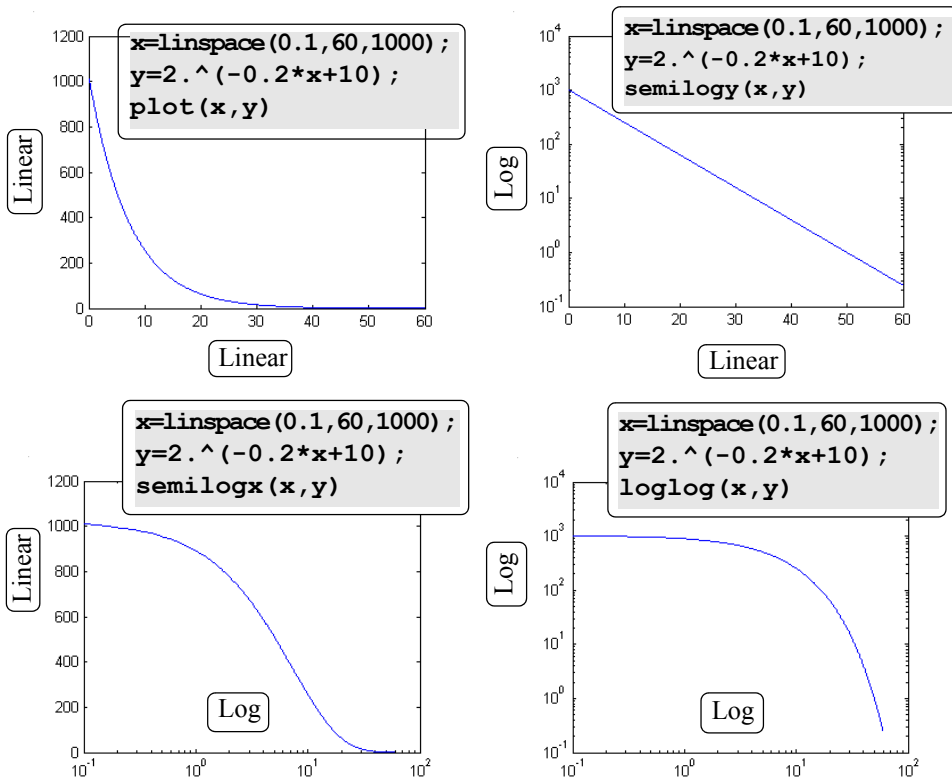 x=linspace(0.1,60,1000);
y=2.^(-0.2*x+10);
plot(x,y)
1200
1000
800
600
400
200
0
Linear
0 10 20 30 40 50 60
Linear
x=linspace(0.1,60,1000);
y=2.^(-0.2*x+10);
semilogy(x,y)
10^4
10^3
10^2
10^1
10^0
10^-1
Log
0 10 20 30 40 50 60
Linear
x=linspace(0.1,60,1000);
y=2.^(-0.2*x+10);
semilogx(x,y)
1200
1000
800
600
400
200
0
Linear
Log
10^-1 10^0 10^1 10^2
x=linspace(0.1,60,1000);
y=2.^(-0.2*x+10);
loglog(x,y)
10^4
10^3
10^2
10^1
10^0
10^-1
Log
Log
10^-1 10^0 10^1 10^2